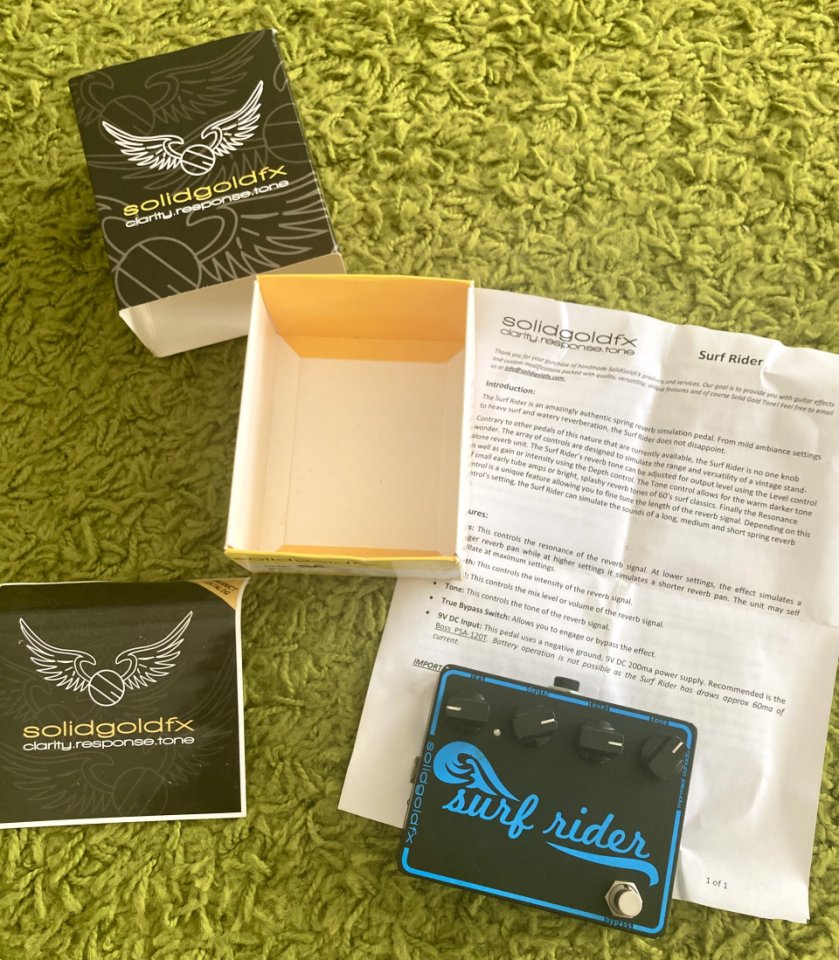 solidgoldfx
clarity.response.tone
solidgoldfx
clarity.response.tone
Surf Rider
Thank you for your purchase of handmade SolidGoldFX products and services. Our goal is to provide you with guitar effects
and custom modifications packed with quality, versatility, unique features and of course Solid Gold Tone! Feel free to email
us at info@solidgoldfx.com.
Introduction:
The Surf Rider is an amazingly authentic spring reverb simulation pedal. From mild ambiance settings
to heavy surf and watery reverberation, the Surf Rider does not disappoint.
Contrary to other pedals of this nature that are currently available, the Surf Rider is no one knob
wonder. The array of controls are designed to simulate the range and versatility of a vintage stand-
alone reverb unit. The Surf Rider's reverb tone can be adjusted for output level using the Level control
as well as gain or intensity using the Depth control. The Tone control allows for the warm darker tone
of small early tube amps or bright, splashy reverb tones of 60's surf classics. Finally the Resonance
control is a unique feature allowing you to fine tune the length of the reverb signal. Depending on this
control's setting, the Surf Rider can simulate the sounds of a long, medium and short spring reverb
ures:
s: This controls the resonance of the reverb signal. At lower settings, the effect simulates a
ger reverb pan while at higher settings it simulates a shorter reverb pan. The unit may self
illate at maximum settings.
th: This controls the intensity of the reverb signal.
l: This controls the mix level or volume of the reverb signal.
• Tone: This controls the tone of the reverb signal.
• True Bypass Switch: Allows you to engage or bypass the effect.
• 9V DC Input: This pedal uses a negative ground, 9V DC 200ma power supply. Recommended is the
Boss PSA-120T. Battery operation is not possible as the Surf Rider has draws approx 60ma of
current.
IMPORT
1 of 1
solidgoldfx
clarity.response.tone
res depth level tone
solidgoldfx
surf rider
bypass